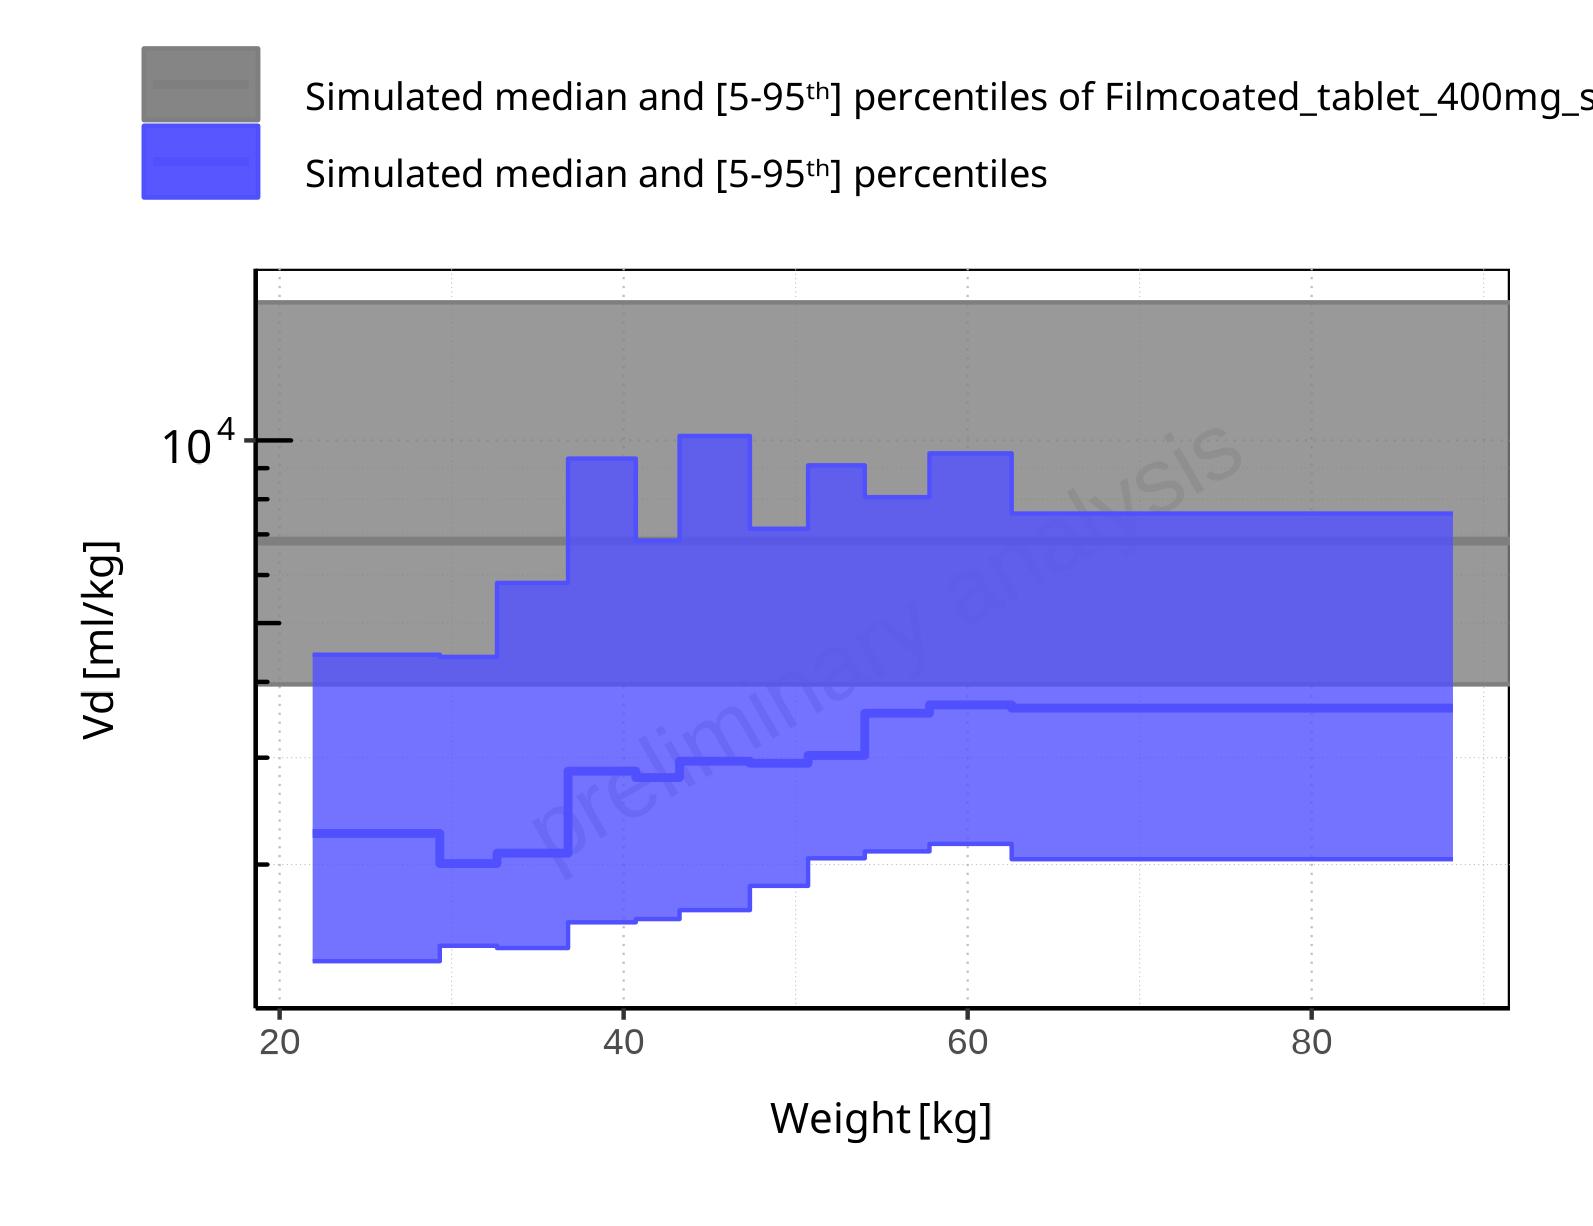 Simulated median and [5-95ᵗʰ] percentiles of Filmcoated_tablet_400mg_s
Simulated median and [5-95ᵗʰ] percentiles
10⁴
Vd [ml/kg]
preliminary analysis
20 40 60 80
Weight [kg]